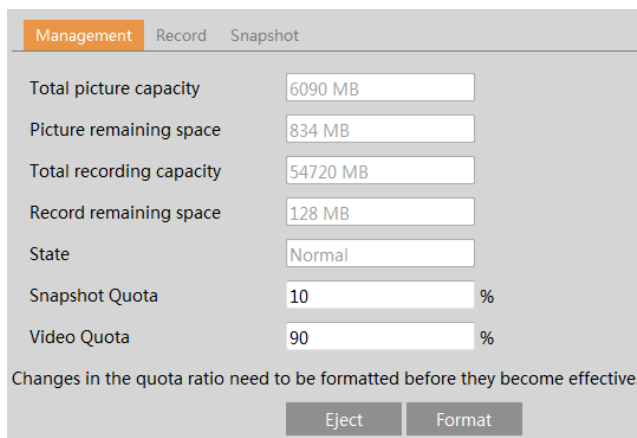 Management Record Snapshot
Total picture capacity 6090 MB
Picture remaining space 834 MB
Total recording capacity 54720 MB
Record remaining space 128 MB
State Normal
Snapshot Quota 10 %
Video Quota 90 %
Changes in the quota ratio need to be formatted before they become effective.
Eject Format